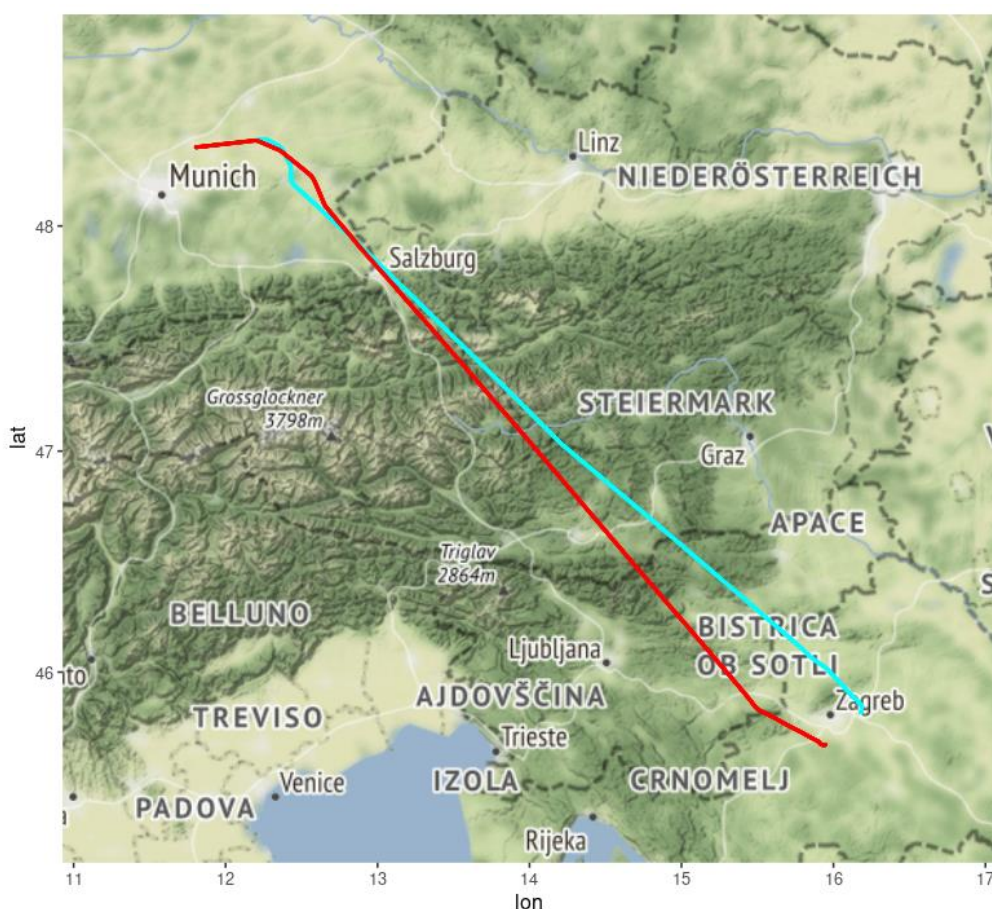 Linz
Munich
NIEDERÖSTERREICH
48
Salzburg
Grossglockner
3798m
STEIERMARK
lat
47
Graz
APACE
Triglav
2864m
BELLUNO
BISTRICA
OB SOTLI
Ljubljana
46
nto
AJDOVŠČINA
Zagreb
TREVISO
Trieste
IZOLA
CRNOMELJ
Venice
PADOVA
Rijeka
11
12
13
14
15
16
17
lon